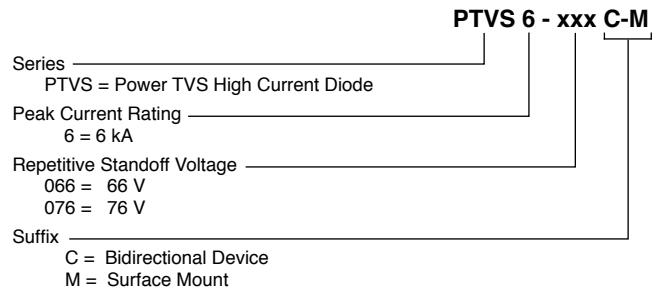 PTVS 6 - xxx C-M
Series
PTVS = Power TVS High Current Diode
Peak Current Rating
6 = 6 kA
Repetitive Standoff Voltage
066 = 66 V
076 = 76 V
Suffix
C = Bidirectional Device
M = Surface Mount